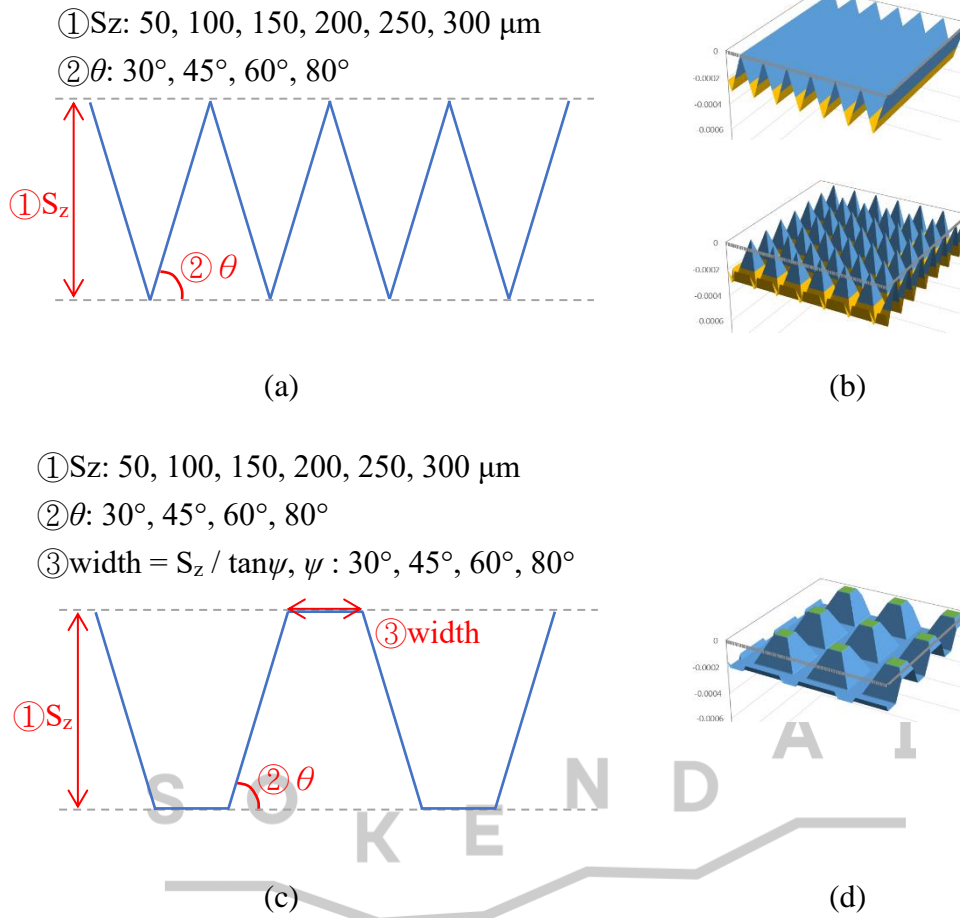 ①Sz: 50, 100, 150, 200, 250, 300 μm
②θ: 30°, 45°, 60°, 80°
①Sz
②θ
0
-0.0002
-0.0004
-0.0006
0
-0.0002
-0.0004
-0.0006
(a)
(b)
①Sz: 50, 100, 150, 200, 250, 300 μm
②θ: 30°, 45°, 60°, 80°
③width = Sz / tanψ, ψ : 30°, 45°, 60°, 80°
③width
①Sz
②θ
0
-0.0002
-0.0004
-0.0006
SOKENDAI
(c)
(d)